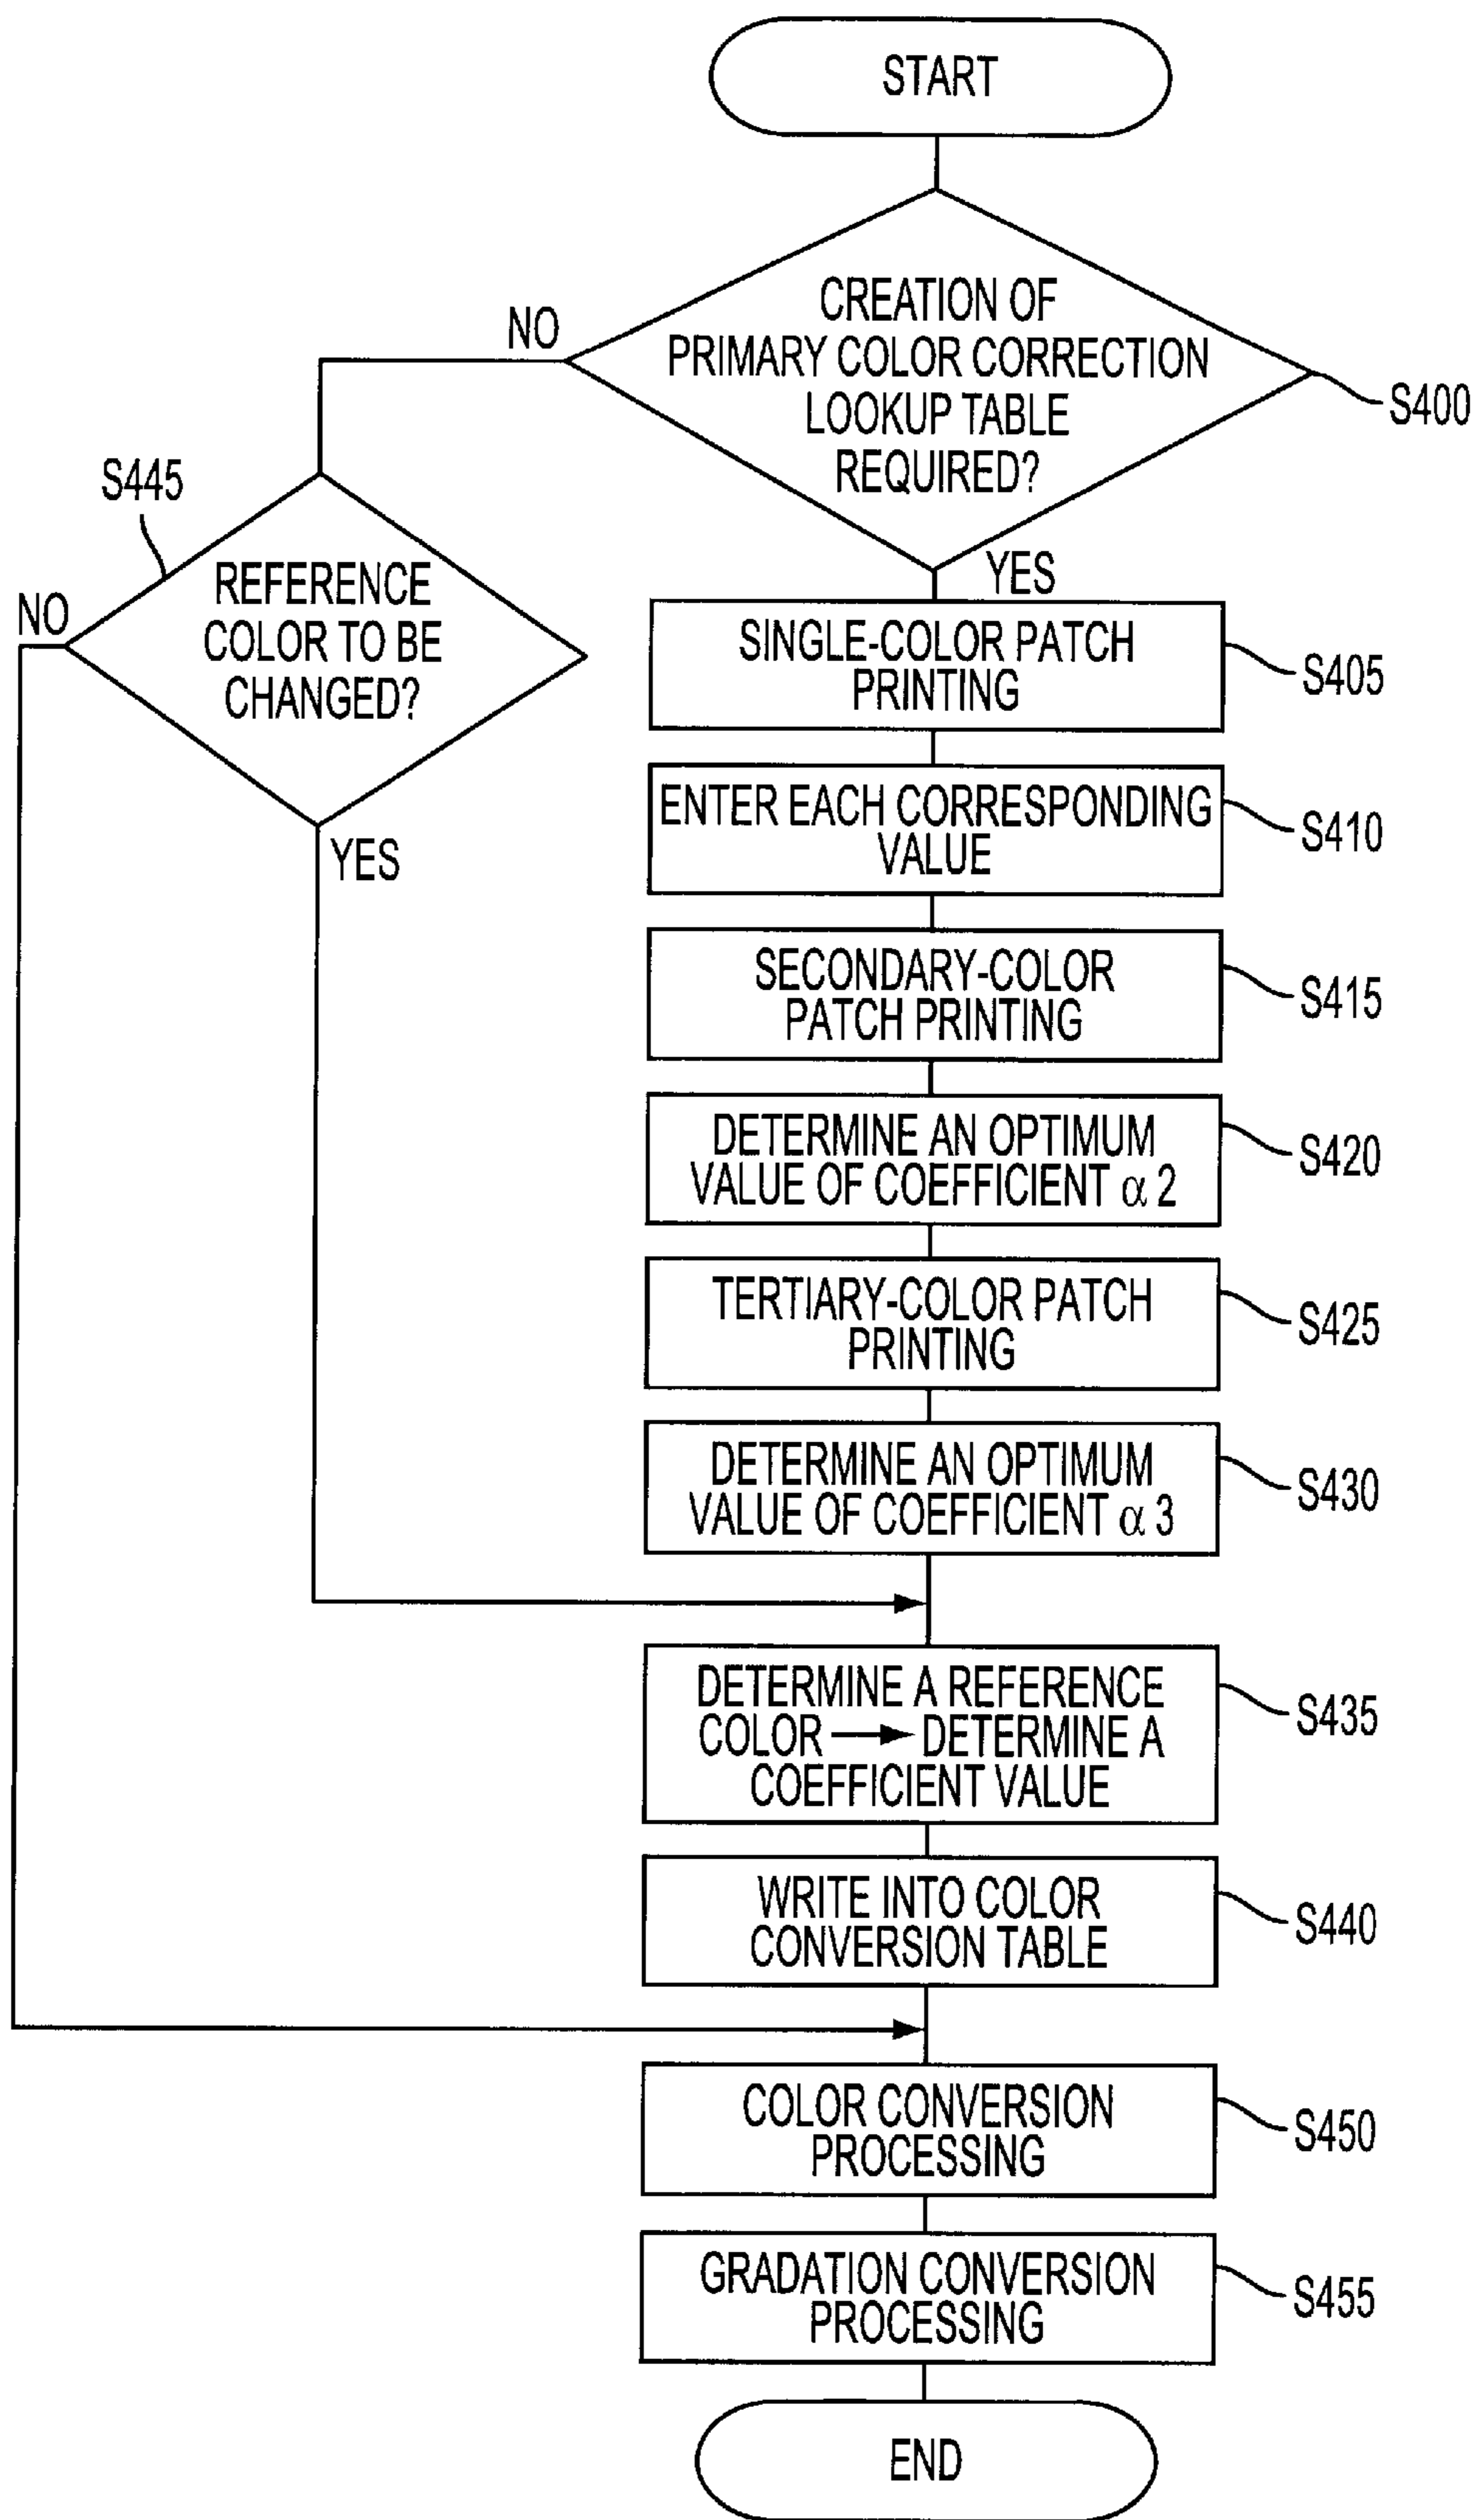 START
CREATION OF
PRIMARY COLOR CORRECTION
LOOKUP TABLE
REQUIRED?
S400
NO
YES
S445
REFERENCE
COLOR TO BE
CHANGED?
NO
YES
SINGLE-COLOR PATCH
PRINTING
S405
ENTER EACH CORRESPONDING
VALUE
S410
SECONDARY-COLOR
PATCH PRINTING
S415
DETERMINE AN OPTIMUM
VALUE OF COEFFICIENT α 2
S420
TERTIARY-COLOR PATCH
PRINTING
S425
DETERMINE AN OPTIMUM
VALUE OF COEFFICIENT α 3
S430
DETERMINE A REFERENCE
COLOR → DETERMINE A
COEFFICIENT VALUE
S435
WRITE INTO COLOR
CONVERSION TABLE
S440
COLOR CONVERSION
PROCESSING
S450
GRADATION CONVERSION
PROCESSING
S455
END